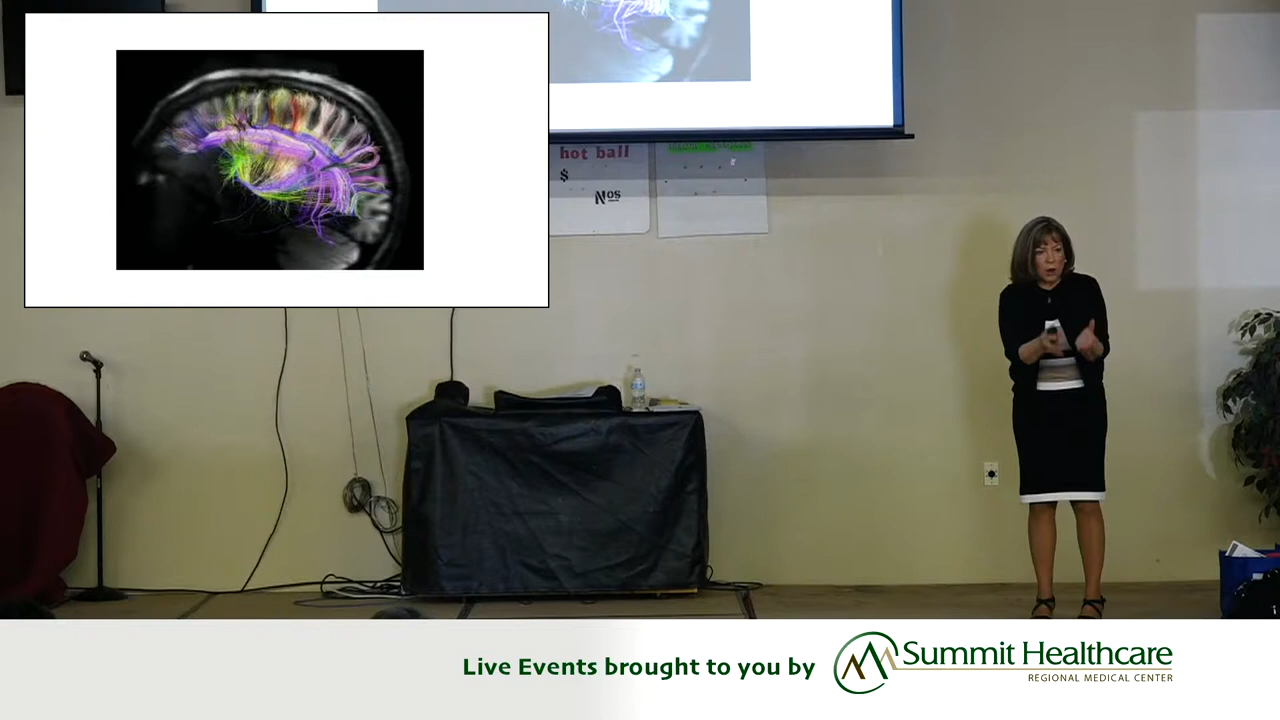 hot ball
$
Nos
Live Events brought to you by
Summit Healthcare
REGIONAL MEDICAL CENTER